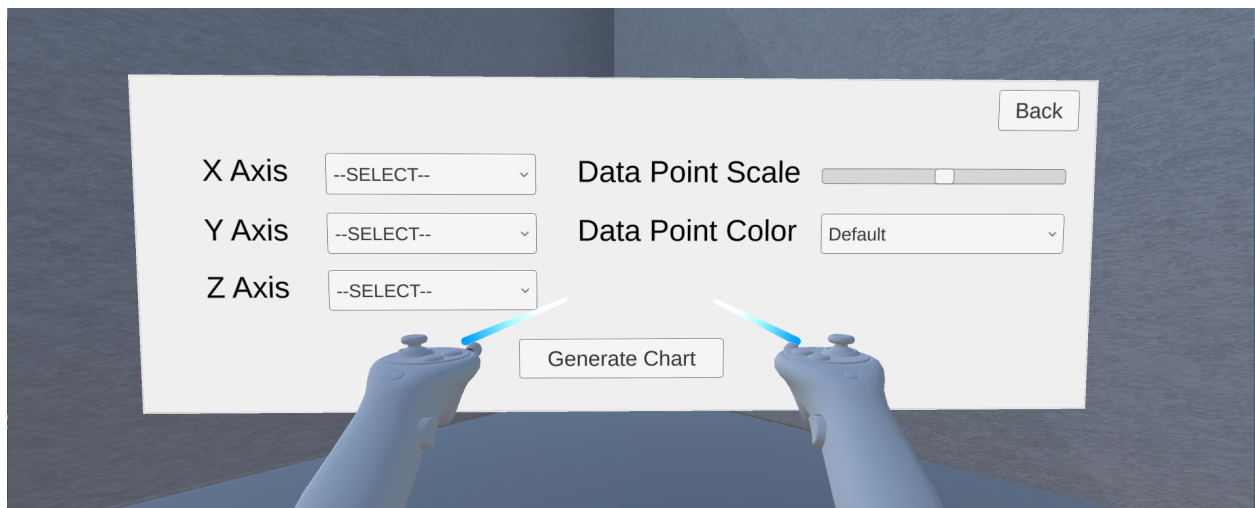 Back
X Axis --SELECT-- Data Point Scale
Y Axis --SELECT-- Data Point Color Default
Z Axis --SELECT--
Generate Chart